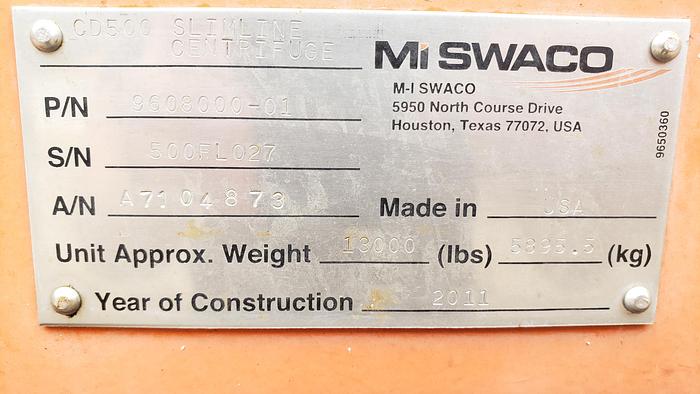 CD500 SLIMLINE
CENTRIFUGE
Mi SWACO
M-I SWACO
5950 North Course Drive
Houston, Texas 77072, USA
P/N 9608000-01
S/N 500FL027
A/N A7104873
Made in USA
Unit Approx. Weight 13000 (lbs) 5895.5 (kg)
Year of Construction 2011
9650360